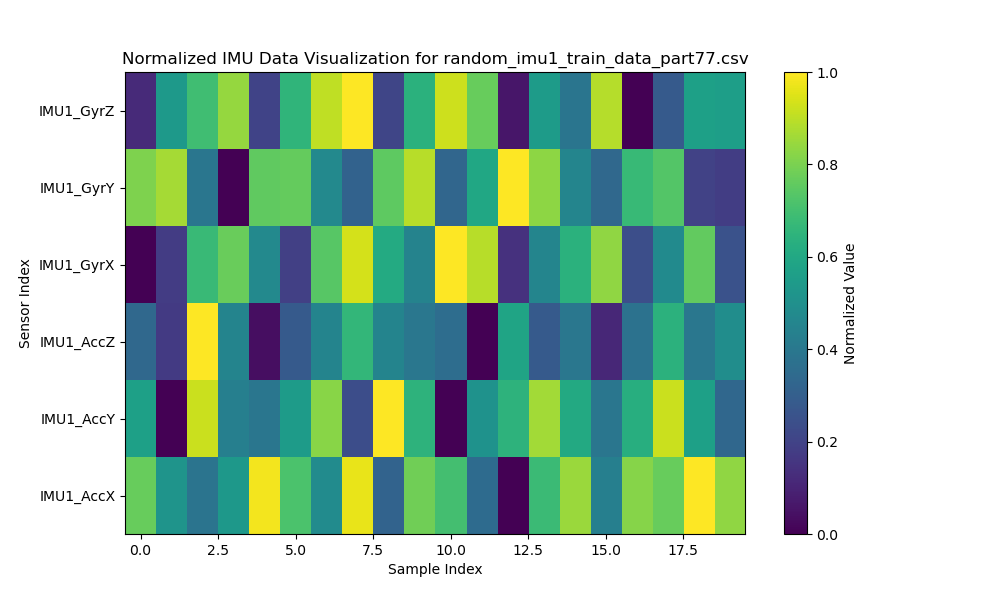 Normalized IMU Data Visualization for random_imu1_train_data_part77.csv
IMU1_GyrZ
IMU1_GyrY
IMU1_GyrX
IMU1_AccZ
IMU1_AccY
IMU1_AccX
Sensor Index
0.0 2.5 5.0 7.5 10.0 12.5 15.0 17.5
Sample Index
1.0
0.8
0.6
0.4
0.2
0.0
Normalized Value